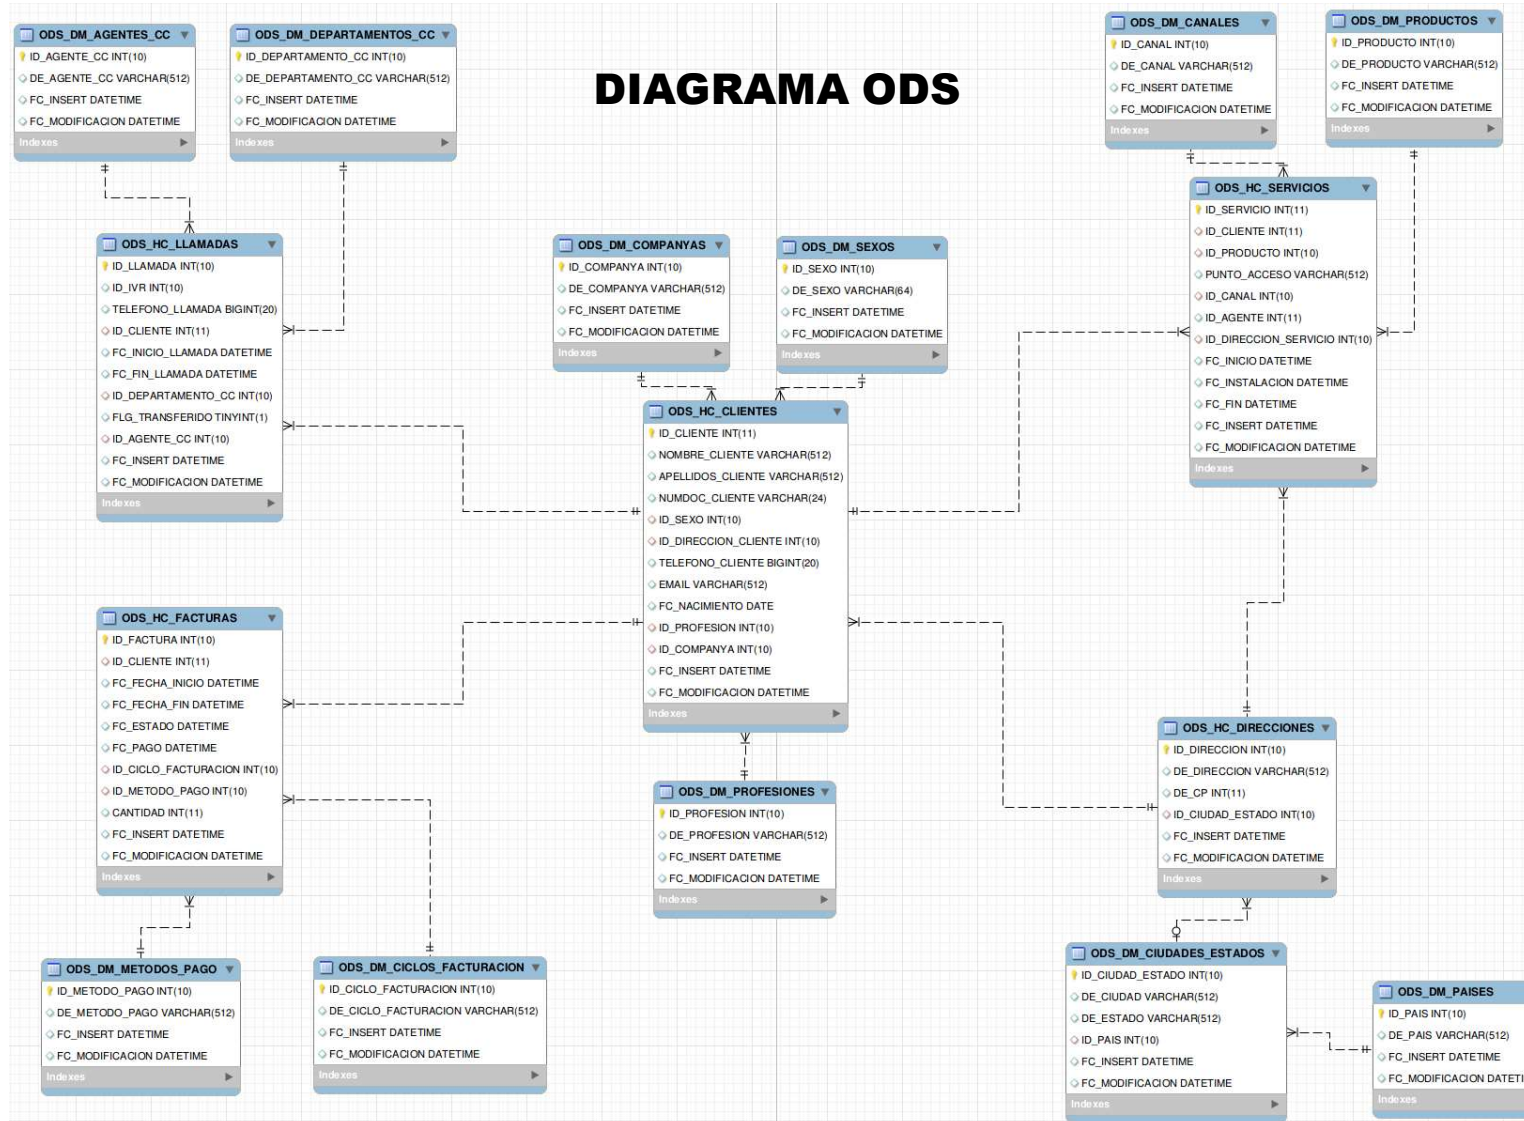 DIAGRAMA ODS
ODS_DM_AGENTES_CC
ID_AGENTE_CC INT(10)
DE_AGENTE_CC VARCHAR(512)
FC_INSERT DATETIME
FC_MODIFICACION DATETIME
Indexes
ODS_DM_DEPARTAMENTOS_CC
ID_DEPARTAMENTO_CC INT(10)
DE_DEPARTAMENTO_CC VARCHAR(512)
FC_INSERT DATETIME
FC_MODIFICACION DATETIME
Indexes
ODS_DM_CANALES
ID_CANAL INT(10)
DE_CANAL VARCHAR(512)
FC_INSERT DATETIME
FC_MODIFICACION DATETIME
Indexes
ODS_DM_PRODUCTOS
ID_PRODUCTO INT(10)
DE_PRODUCTO VARCHAR(512)
FC_INSERT DATETIME
FC_MODIFICACION DATETIME
Indexes
ODS_HC_LLAMADAS
ID_LLAMADA INT(10)
ID_IVR INT(10)
TELEFONO_LLAMADA BIGINT(20)
ID_CLIENTE INT(11)
FC_INICIO_LLAMADA DATETIME
FC_FIN_LLAMADA DATETIME
ID_DEPARTAMENTO_CC INT(10)
FLG_TRANSFERIDO TINYINT(1)
ID_AGENTE_CC INT(10)
FC_INSERT DATETIME
FC_MODIFICACION DATETIME
Indexes
ODS_DM_COMPANYAS
ID_COMPANYA INT(10)
DE_COMPANYA VARCHAR(512)
FC_INSERT DATETIME
FC_MODIFICACION DATETIME
Indexes
ODS_DM_SEXOS
ID_SEXO INT(10)
DE_SEXO VARCHAR(64)
FC_INSERT DATETIME
FC_MODIFICACION DATETIME
Indexes
ODS_HC_SERVICIOS
ID_SERVICIO INT(11)
ID_CLIENTE INT(11)
ID_PRODUCTO INT(10)
PUNTO_ACCESO VARCHAR(512)
ID_CANAL INT(10)
ID_AGENTE INT(11)
ID_DIRECCION_SERVICIO INT(10)
FC_INICIO DATETIME
FC_INSTALACION DATETIME
FC_FIN DATETIME
FC_INSERT DATETIME
FC_MODIFICACION DATETIME
Indexes
ODS_HC_CLIENTES
ID_CLIENTE INT(11)
NOMBRE_CLIENTE VARCHAR(512)
APELLIDOS_CLIENTE VARCHAR(512)
NUMDOC_CLIENTE VARCHAR(24)
ID_SEXO INT(10)
ID_DIRECCION_CLIENTE INT(10)
TELEFONO_CLIENTE BIGINT(20)
EMAIL VARCHAR(512)
FC_NACIMIENTO DATE
ID_PROFESION INT(10)
ID_COMPANYA INT(10)
FC_INSERT DATETIME
FC_MODIFICACION DATETIME
Indexes
ODS_HC_FACTURAS
ID_FACTURA INT(10)
ID_CLIENTE INT(11)
FC_FECHA_INICIO DATETIME
FC_FECHA_FIN DATETIME
FC_ESTADO DATETIME
FC_PAGO DATETIME
ID_CICLO_FACTURACION INT(10)
ID_METODO_PAGO INT(10)
CANTIDAD INT(11)
FC_INSERT DATETIME
FC_MODIFICACION DATETIME
Indexes
ODS_DM_PROFESIONES
ID_PROFESION INT(10)
DE_PROFESION VARCHAR(512)
FC_INSERT DATETIME
FC_MODIFICACION DATETIME
Indexes
ODS_HC_DIRECCIONES
ID_DIRECCION INT(10)
DE_DIRECCION VARCHAR(512)
DE_CP INT(11)
ID_CIUDAD_ESTADO INT(10)
FC_INSERT DATETIME
FC_MODIFICACION DATETIME
Indexes
ODS_DM_METODOS_PAGO
ID_METODO_PAGO INT(10)
DE_METODO_PAGO VARCHAR(512)
FC_INSERT DATETIME
FC_MODIFICACION DATETIME
Indexes
ODS_DM_CICLOS_FACTURACION
ID_CICLO_FACTURACION INT(10)
DE_CICLO_FACTURACION VARCHAR(512)
FC_INSERT DATETIME
FC_MODIFICACION DATETIME
Indexes
ODS_DM_CIUDADES_ESTADOS
ID_CIUDAD_ESTADO INT(10)
DE_CIUDAD VARCHAR(512)
DE_ESTADO VARCHAR(512)
ID_PAIS INT(10)
FC_INSERT DATETIME
FC_MODIFICACION DATETIME
Indexes
ODS_DM_PAISES
ID_PAIS INT(10)
DE_PAIS VARCHAR(512)
FC_INSERT DATETIME
FC_MODIFICACION DATETI
Indexes